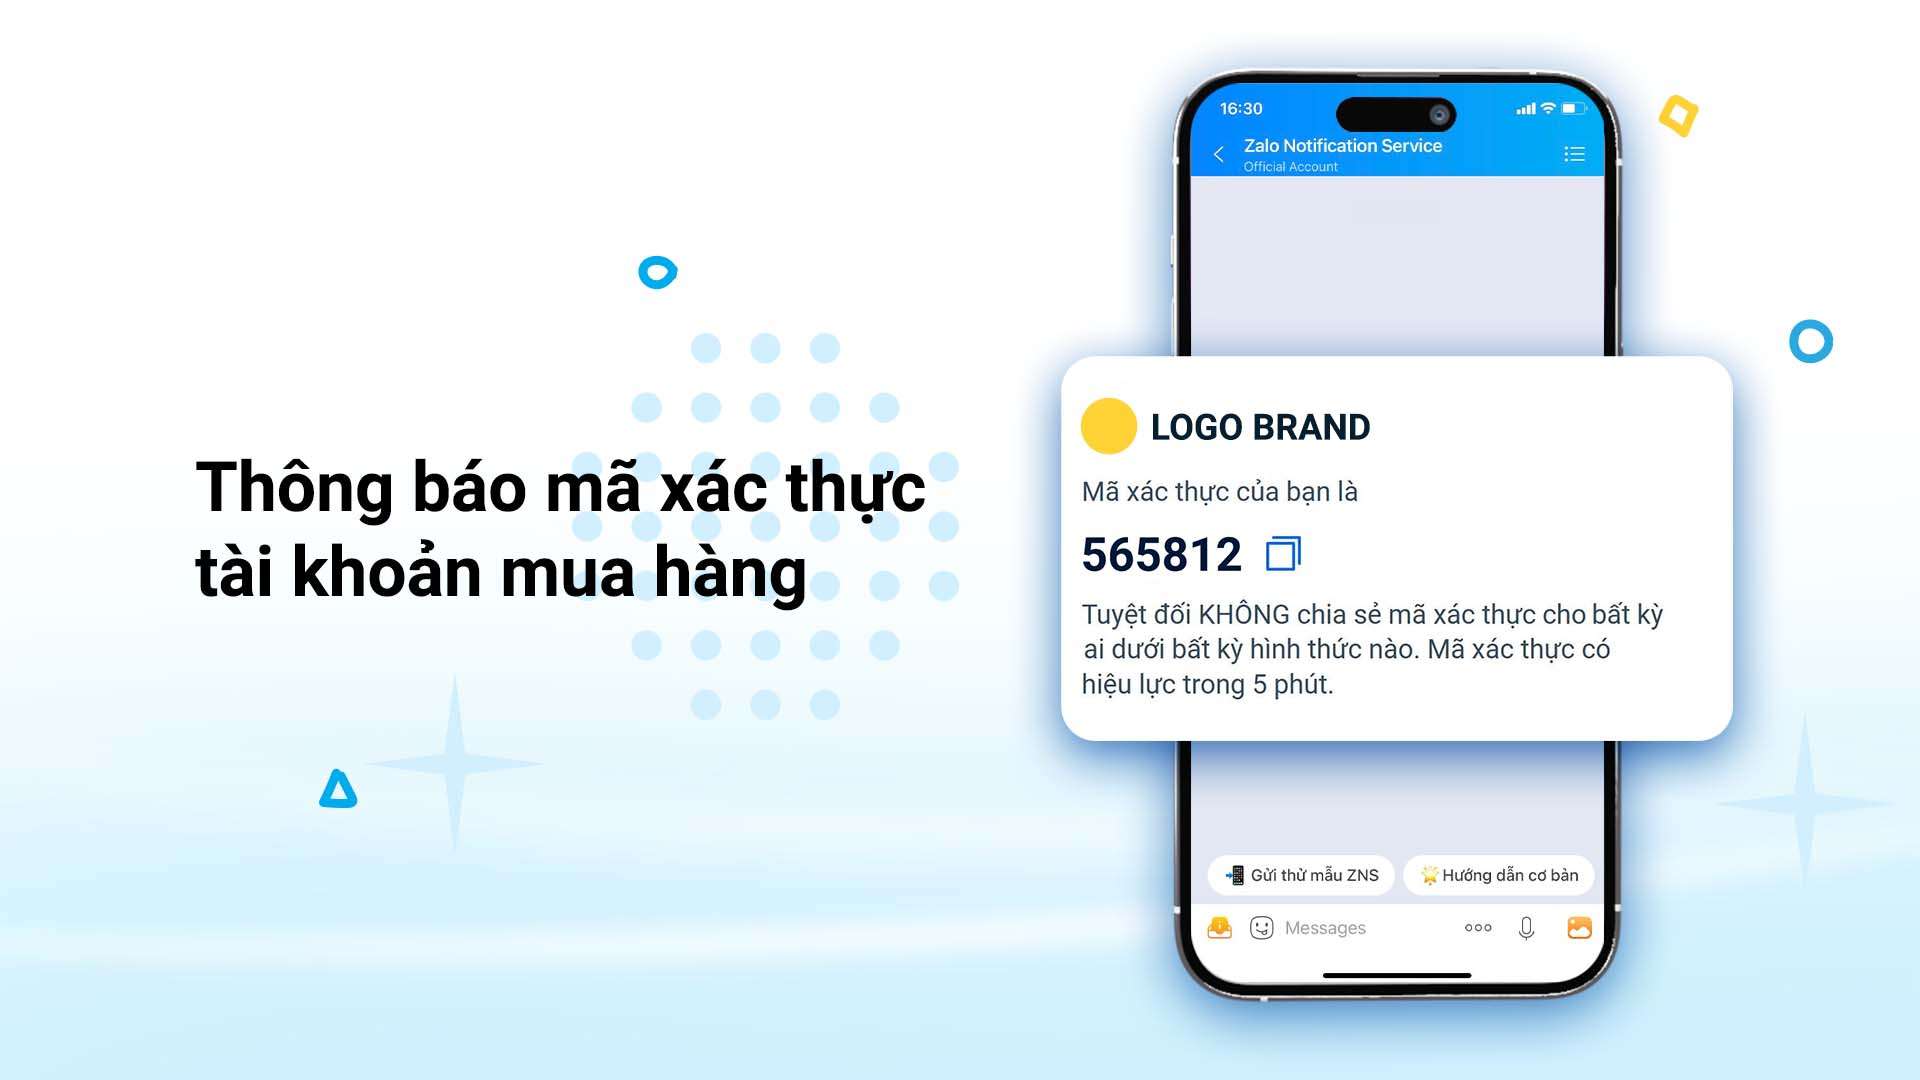 Thông báo mã xác thực
tài khoản mua hàng
16:30
Zalo Notification Service
Official Account
LOGO BRAND
Mã xác thực của bạn là
565812
Tuyệt đối KHÔNG chia sẻ mã xác thực cho bất kỳ
ai dưới bất kỳ hình thức nào. Mã xác thực có
hiệu lực trong 5 phút.
Gửi thử mẫu ZNS
Hướng dẫn cơ bản
Messages